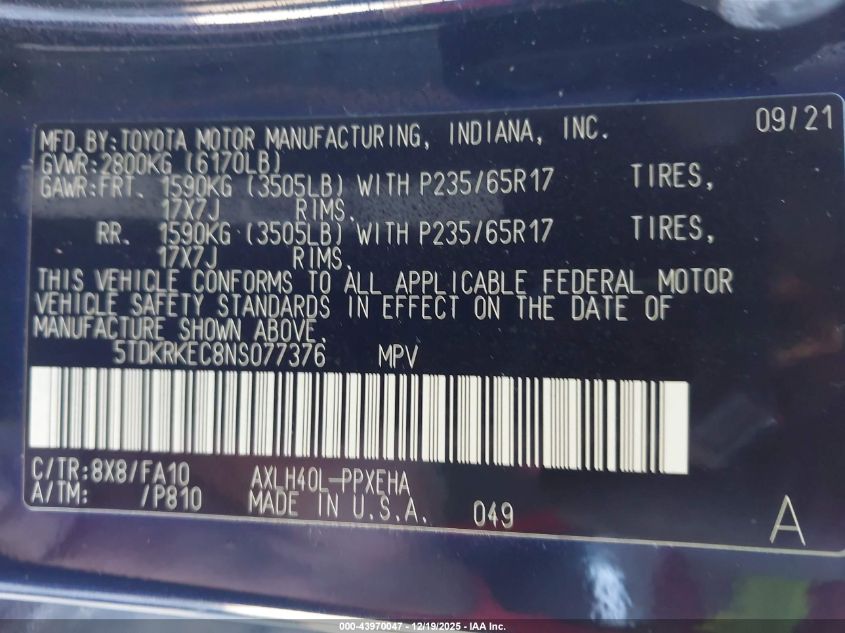 09/21
MFD.BY:TOYOTA MOTOR MANUFACTURING, INDIANA, INC.
GVWR:2800KG (6170LB)
GAWR:FRT. 1590KG (3505LB) WITH P235/65R17 TIRES,
17X7J RIMS.
RR. 1590KG (3505LB) WITH P235/65R17 TIRES,
17X7J RIMS.
THIS VEHICLE CONFORMS TO ALL APPLICABLE FEDERAL MOTOR
VEHICLE SAFETY STANDARDS IN EFFECT ON THE DATE OF
MANUFACTURE SHOWN ABOVE.
5TDKRKEC8NS077376 MPV
C/TR:8X8/FA10 AXLH40L-PPXEHA
A/TM: /P810 MADE IN U.S.A. 049
A
000-43970047 - 12/19/2025 - IAA Inc.